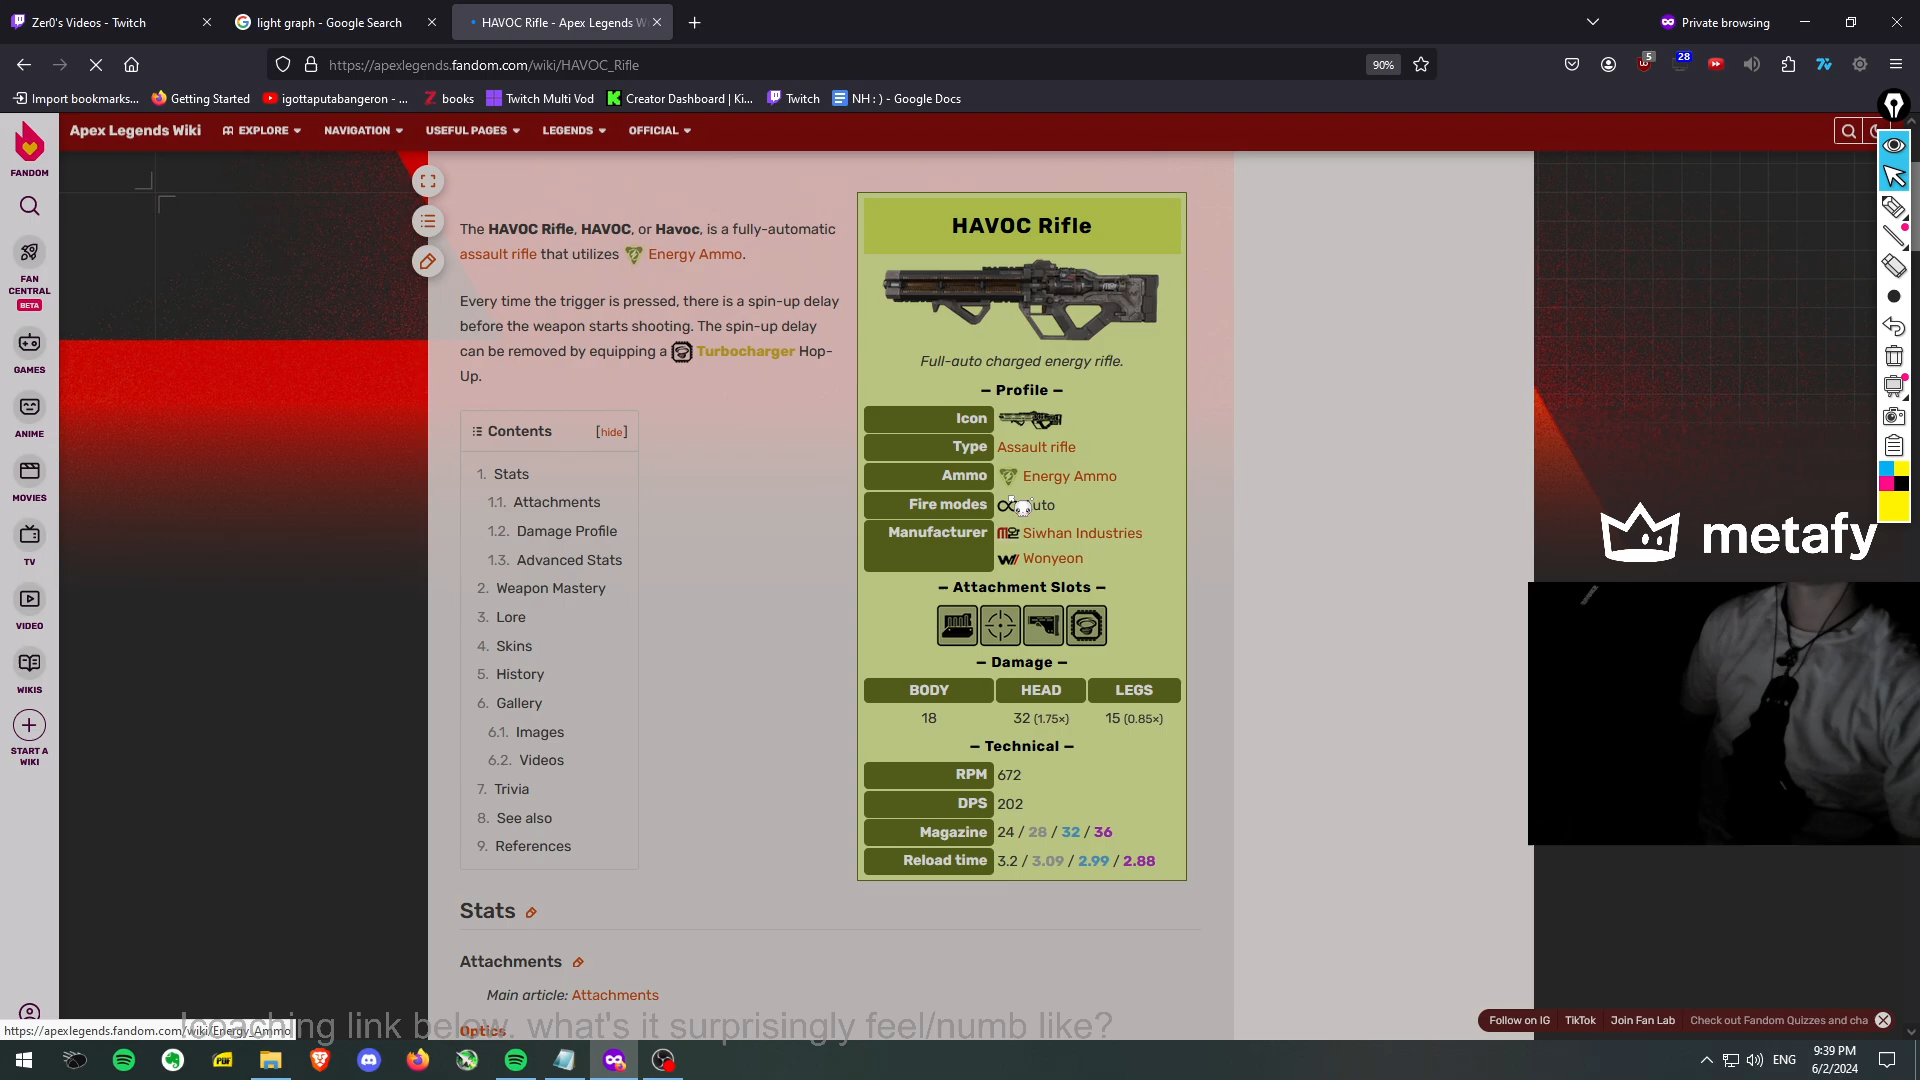 Zer0's Videos - Twitch
light graph - Google Search
HAVOC Rifle - Apex Legends W
Private browsing
https://apexlegends.fandom.com/wiki/HAVOC_Rifle
90%
5
28
Import bookmarks...
Getting Started
igottaputabangeron - ...
books
Twitch Multi Vod
Creator Dashboard | Ki...
Twitch
NH : ) - Google Docs
Apex Legends Wiki
EXPLORE
NAVIGATION
USEFUL PAGES
LEGENDS
OFFICIAL
FANDOM
FAN CENTRAL
BETA
GAMES
ANIME
MOVIES
TV
VIDEO
WIKIS
START A WIKI
The HAVOC Rifle, HAVOC, or Havoc, is a fully-automatic
assault rifle that utilizes Energy Ammo.
Every time the trigger is pressed, there is a spin-up delay
before the weapon starts shooting. The spin-up delay
can be removed by equipping a Turbocharger Hop-
Up.
Contents [hide]
1. Stats
1.1. Attachments
1.2. Damage Profile
1.3. Advanced Stats
2. Weapon Mastery
3. Lore
4. Skins
5. History
6. Gallery
6.1. Images
6.2. Videos
7. Trivia
8. See also
9. References
HAVOC Rifle
Full-auto charged energy rifle.
— Profile —
Icon
Type Assault rifle
Ammo Energy Ammo
Fire modes uto
Manufacturer Siwhan Industries
Wonyeon
— Attachment Slots —
— Damage —
BODY HEAD LEGS
18 32 (1.75×) 15 (0.85×)
— Technical —
RPM 672
DPS 202
Magazine 24 / 28 / 32 / 36
Reload time 3.2 / 3.09 / 2.99 / 2.88
Stats
Attachments
Main article: Attachments
Optics
metafy
https://apexlegends.fandom.com/wiki/Energy_Ammo
!coaching link below. what's it surprisingly feel/numb like?
Follow on IG
TikTok
Join Fan Lab
Check out Fandom Quizzes and cha
ENG
9:39 PM
6/2/2024